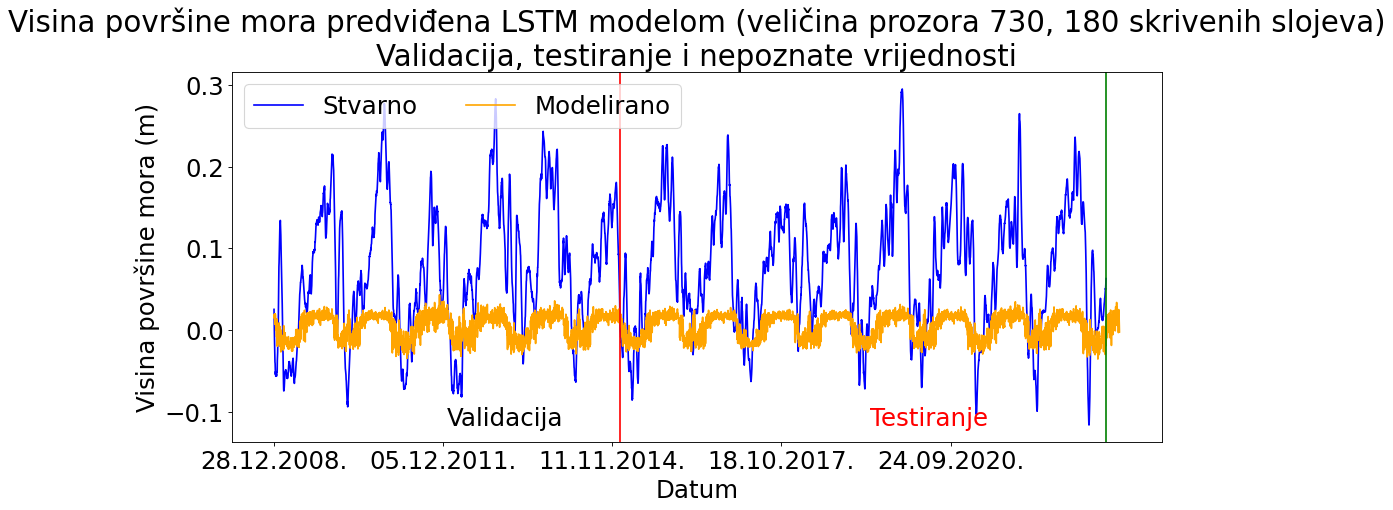 Visina površine mora predviđena LSTM modelom (veličina prozora 730, 180 skrivenih slojeva)
Validacija, testiranje i nepoznate vrijednosti
Stvarno
Modelirano
Visina površine mora (m)
0.3
0.2
0.1
0.0
−0.1
Validacija
Testiranje
28.12.2008.
05.12.2011.
11.11.2014.
18.10.2017.
24.09.2020.
Datum